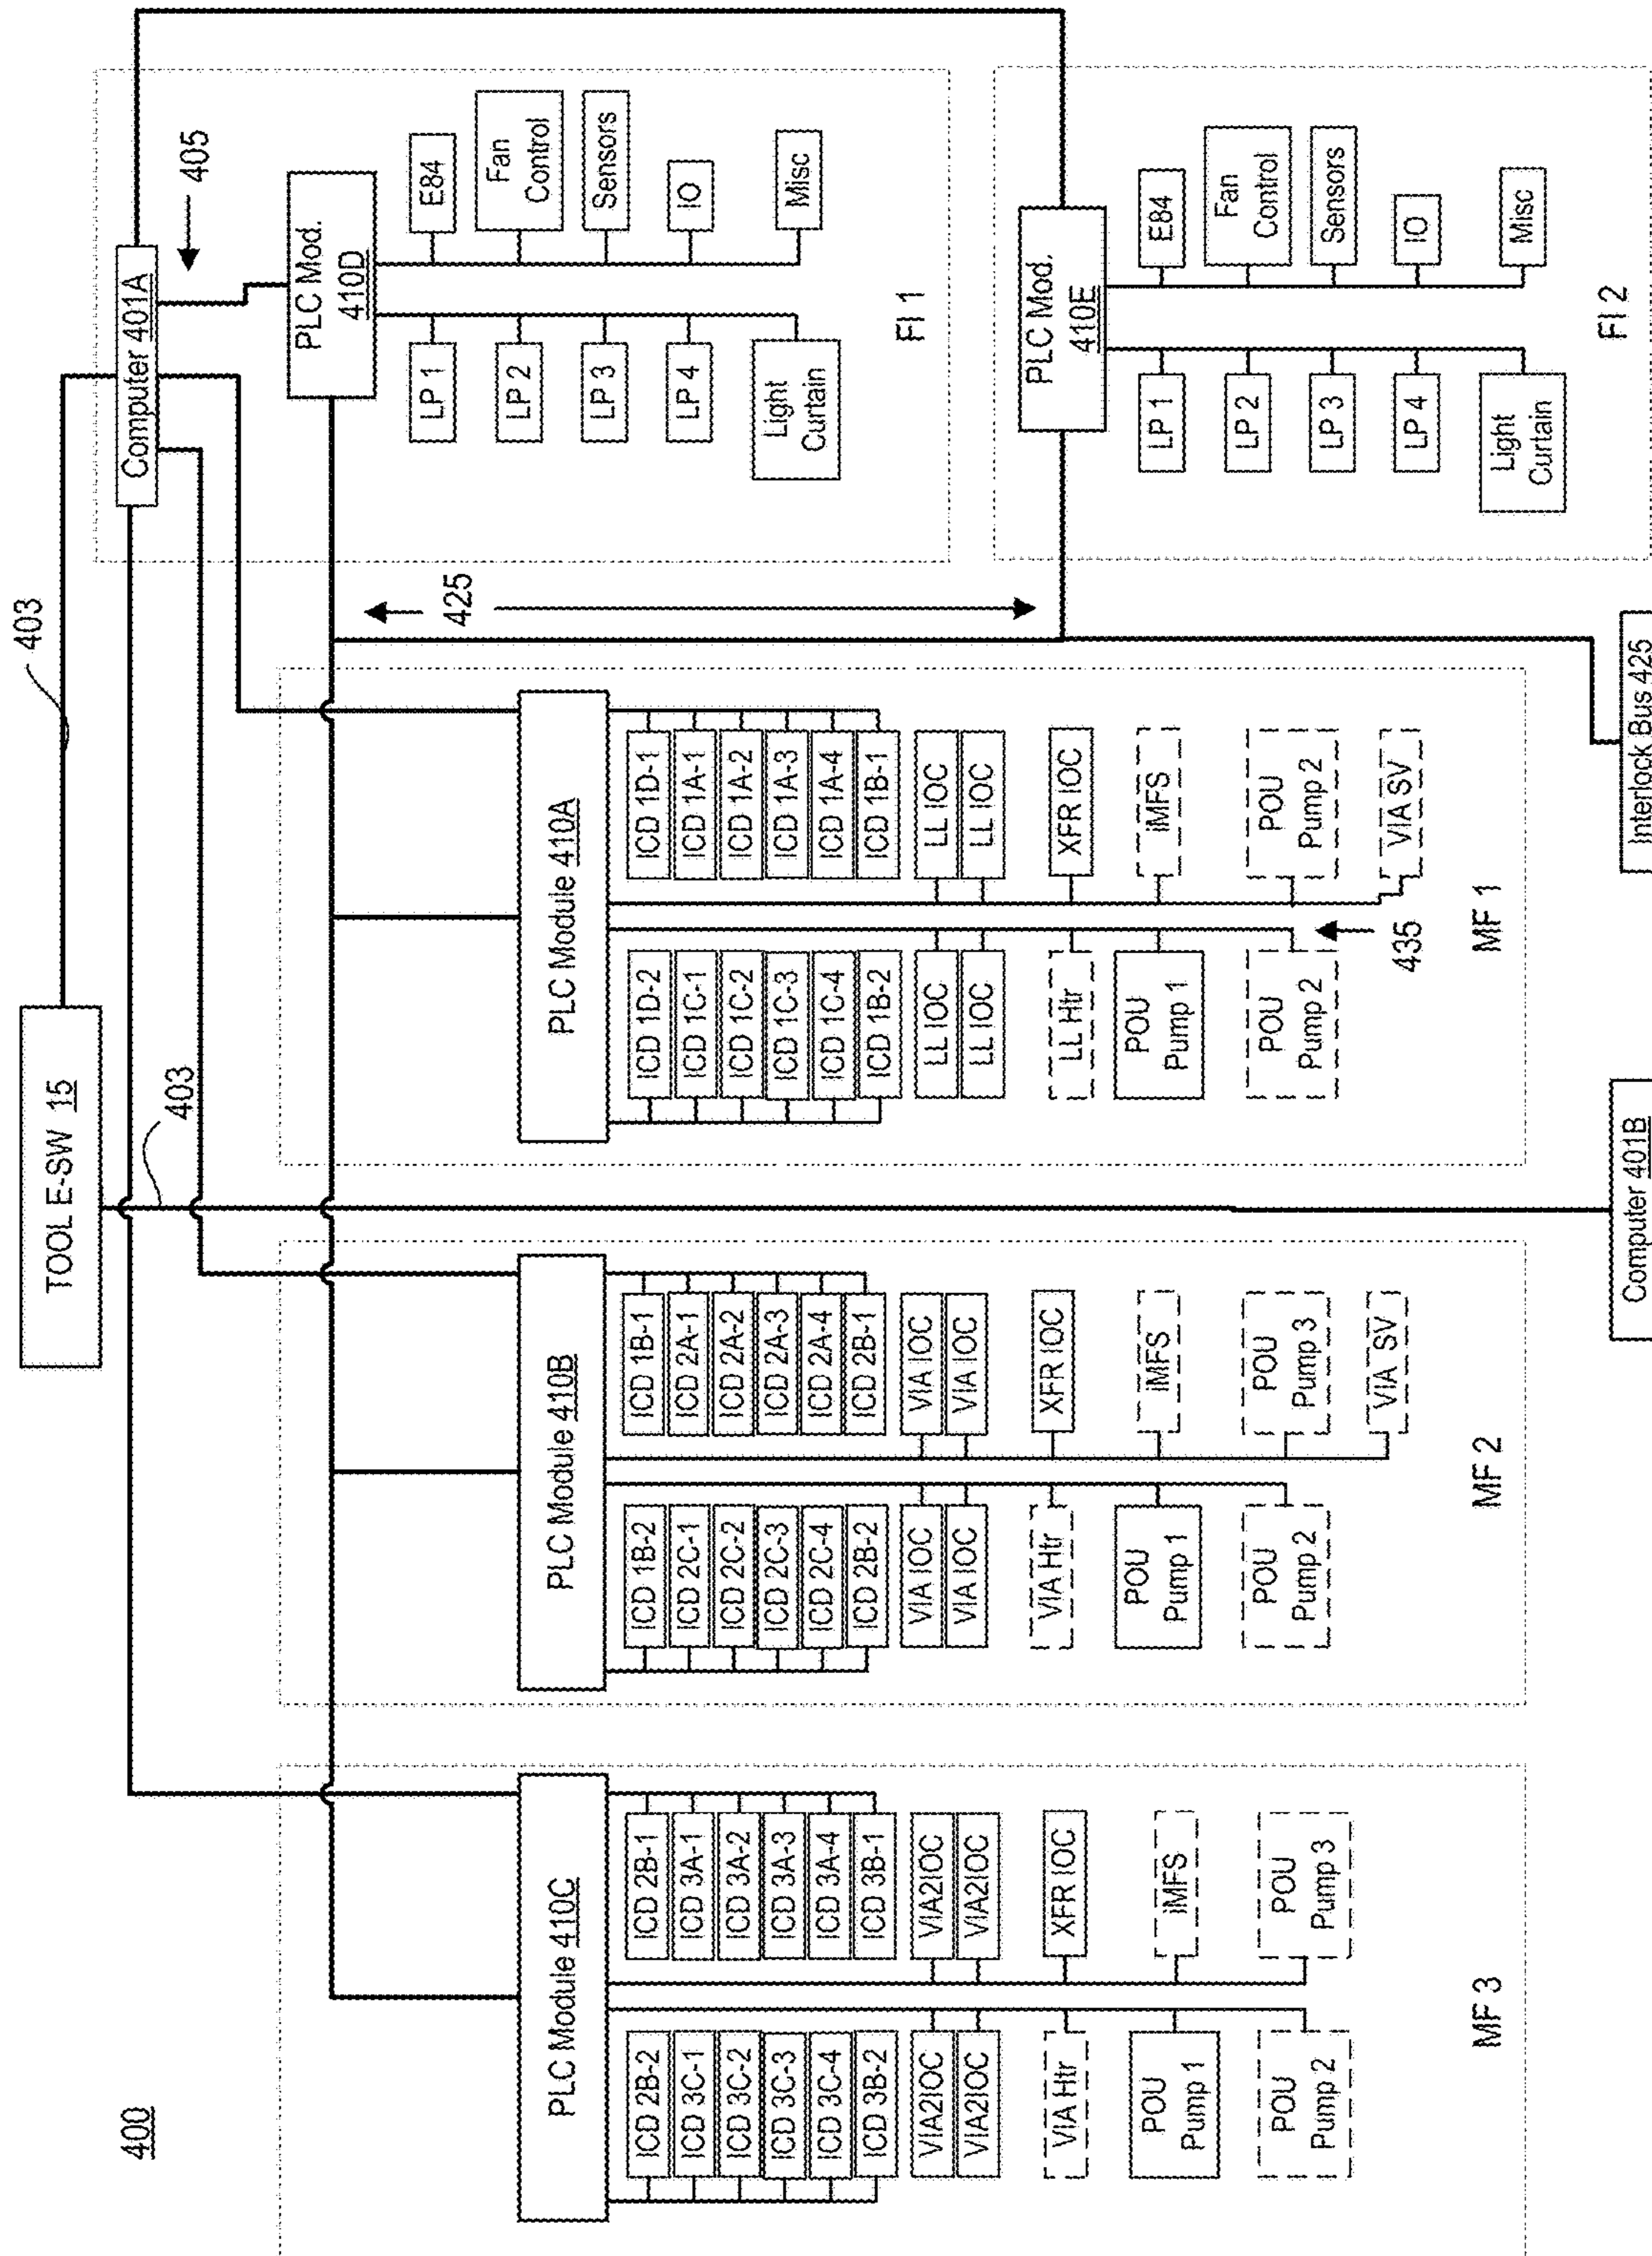 400
TOOL E-SW 15
403
403
Computer 401A
405
PLC Module 410C
ICD 2B-2
ICD 3C-1
ICD 3C-2
ICD 3C-3
ICD 3C-4
ICD 3B-2
VIA2IOC
VIA2IOC
VIA Htr
POU
Pump 1
POU
Pump 2
ICD 2B-1
ICD 3A-1
ICD 3A-2
ICD 3A-3
ICD 3A-4
ICD 3B-1
VIA2IOC
VIA2IOC
XFR IOC
iMFS
POU
Pump 3
MF 3
PLC Module 410B
ICD 1B-2
ICD 2C-1
ICD 2C-2
ICD 2C-3
ICD 2C-4
ICD 2B-2
VIA IOC
VIA IOC
VIA Htr
POU
Pump 1
POU
Pump 2
ICD 1B-1
ICD 2A-1
ICD 2A-2
ICD 2A-3
ICD 2A-4
ICD 2B-1
VIA IOC
VIA IOC
XFR IOC
iMFS
POU
Pump 3
VIA SV
MF 2
PLC Module 410A
ICD 1D-2
ICD 1C-1
ICD 1C-2
ICD 1C-3
ICD 1C-4
ICD 1B-2
LL IOC
LL IOC
LL Htr
POU
Pump 1
POU
Pump 2
435
ICD 1D-1
ICD 1A-1
ICD 1A-2
ICD 1A-3
ICD 1A-4
ICD 1B-1
LL IOC
LL IOC
XFR IOC
iMFS
POU
Pump 2
VIA SV
MF 1
425
PLC Mod.
410D
LP 1
LP 2
LP 3
LP 4
Light
Curtain
E84
Fan
Control
Sensors
IO
Misc
FI 1
PLC Mod.
410E
LP 1
LP 2
LP 3
LP 4
Light
Curtain
E84
Fan
Control
Sensors
IO
Misc
FI 2
Computer 401B
Interlock Bus 425